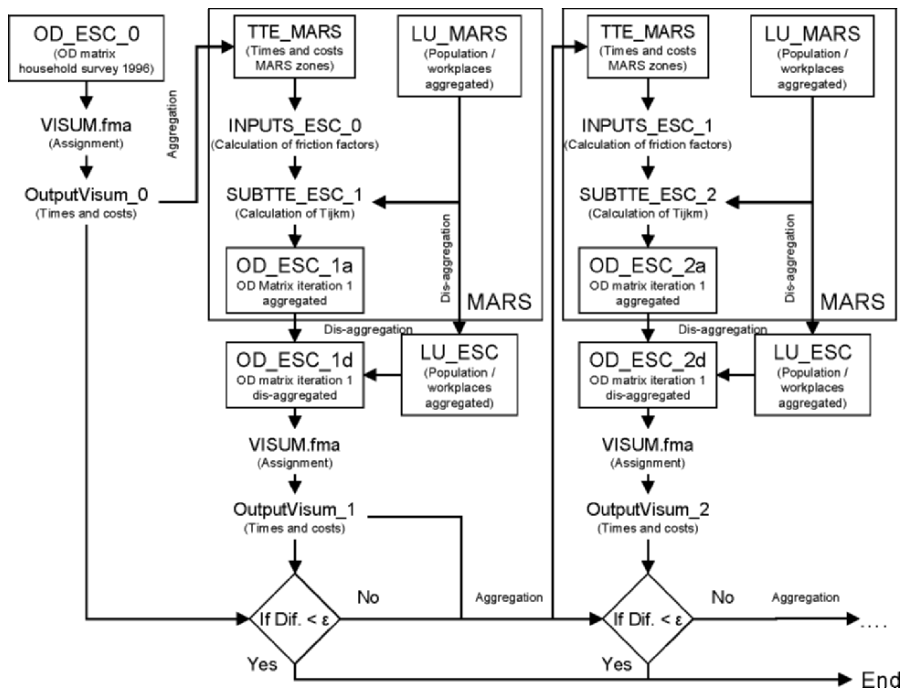 OD_ESC_0
(OD matrix
household survey 1996)
VISUM.fma
(Assignment)
OutputVisum_0
(Times and costs)
Aggregation
TTE_MARS
(Times and costs
MARS zones)
LU_MARS
(Population /
workplaces
aggregated)
INPUTS_ESC_0
(Calculation of friction factors)
SUBTTE_ESC_1
(Calculation of Tijkm)
OD_ESC_1a
OD Matrix iteration 1
aggregated
Dis-aggregation
MARS
Dis-aggregation
OD_ESC_1d
OD matrix iteration 1
dis-aggregated
LU_ESC
(Population /
workplaces
aggregated)
VISUM.fma
(Assignment)
OutputVisum_1
(Times and costs)
If Dif. < ε
No
Aggregation
Yes
TTE_MARS
(Times and costs
MARS zones)
LU_MARS
(Population /
workplaces
aggregated)
INPUTS_ESC_1
(Calculation of friction factors)
SUBTTE_ESC_2
(Calculation of Tijkm)
OD_ESC_2a
OD matrix iteration 1
aggregated
Dis-aggregation
MARS
Dis-aggregation
OD_ESC_2d
OD matrix iteration 1
dis-aggregated
LU_ESC
(Population /
workplaces
aggregated)
VISUM.fma
(Assignment)
OutputVisum_2
(Times and costs)
If Dif. < ε
No
Aggregation
....
Yes
End